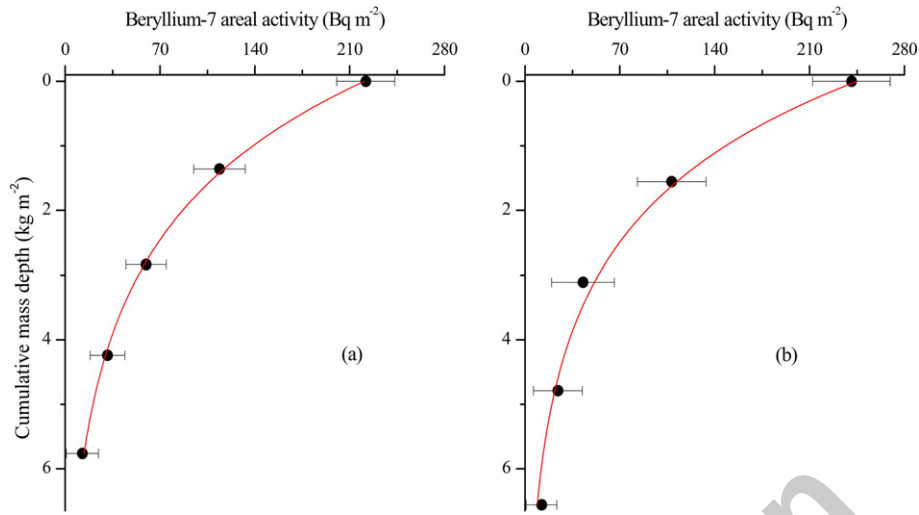 Beryllium-7 areal activity (Bq m⁻²)
0 70 140 210 280
0
2
4
6
Cumulative mass depth (kg m⁻²)
(a)
Beryllium-7 areal activity (Bq m⁻²)
0 70 140 210 280
0
2
4
6
(b)